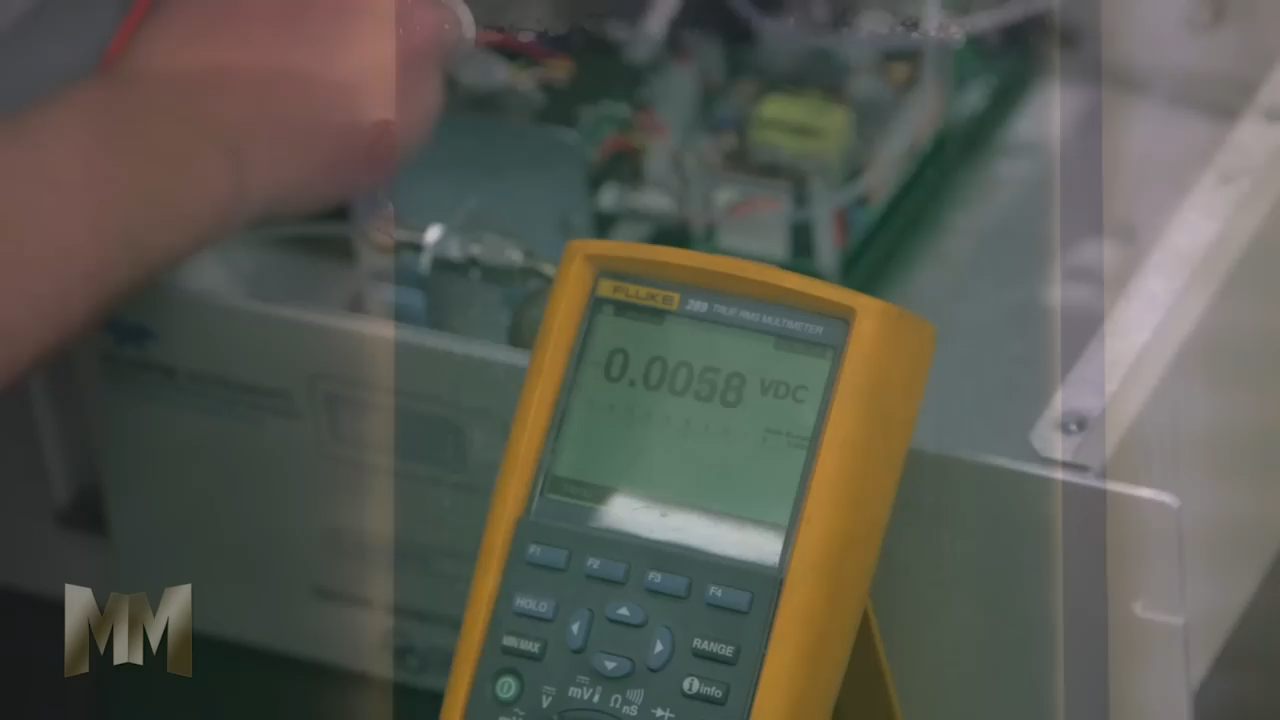 FLUKE 289 TRUE RMS MULTIMETER
0.0058 VDC
F1 F2 F3 F4
HOLD
MIN MAX RANGE
i info
V mV Ω nS
MM